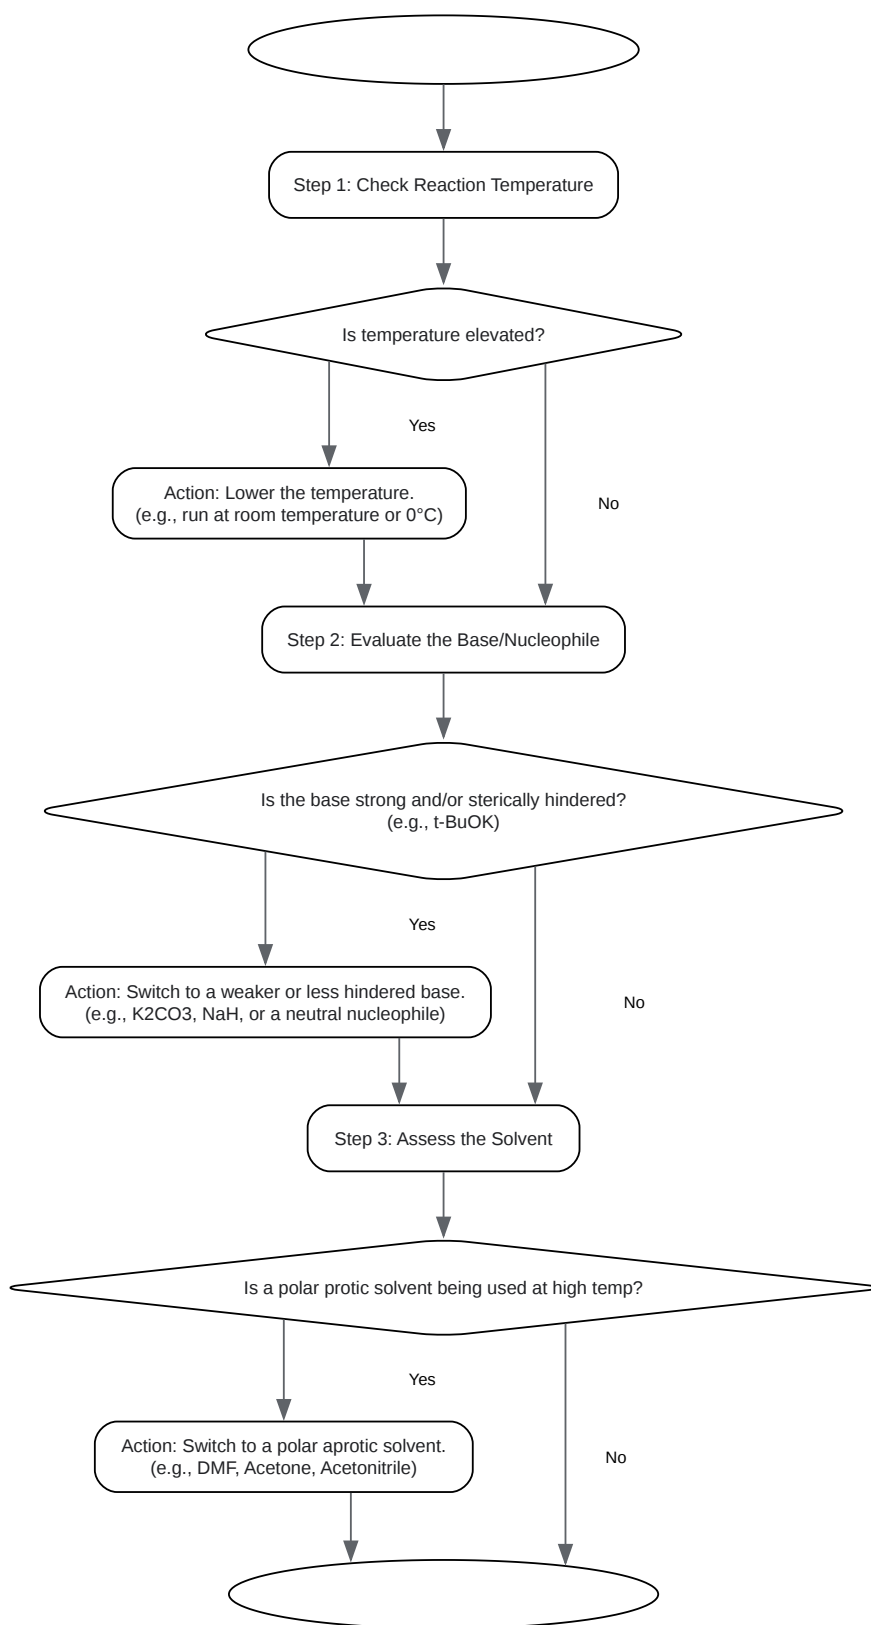 Step 1: Check Reaction Temperature
Is temperature elevated?
Yes
Action: Lower the temperature.
(e.g., run at room temperature or 0°C)
No
Step 2: Evaluate the Base/Nucleophile
Is the base strong and/or sterically hindered?
(e.g., t-BuOK)
Yes
Action: Switch to a weaker or less hindered base.
(e.g., K2CO3, NaH, or a neutral nucleophile)
No
Step 3: Assess the Solvent
Is a polar protic solvent being used at high temp?
Yes
Action: Switch to a polar aprotic solvent.
(e.g., DMF, Acetone, Acetonitrile)
No